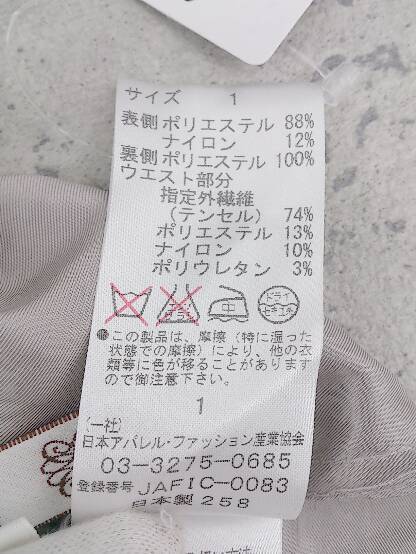 サイズ 1
表側 ポリエステル 88%
ナイロン 12%
裏側 ポリエステル 100%
ウエスト部分
指定外繊維
(テンセル) 74%
ポリエステル 13%
ナイロン 10%
ポリウレタン 3%
ドライ
セキユ系
この製品は、摩擦(特に湿った
状態での摩擦)により、他の衣
類等に色が移ることがあります
ので御注意下さい。
1
(一社)
日本アパレル・ファッション産業協会
03-3275-0685
登録番号 JAFIC-0083
日本製 258